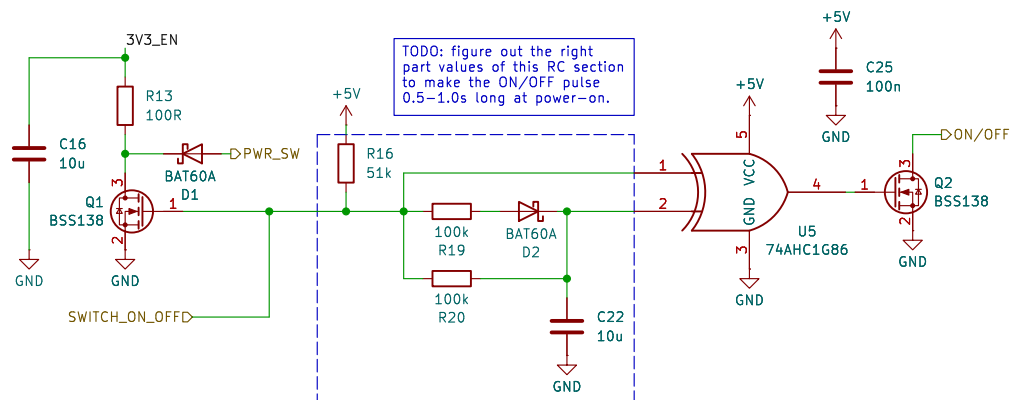 +5V
3V3_EN
TODO: figure out the right
part values of this RC section
to make the ON/OFF pulse
0.5–1.0s long at power–on.
C25
100n
GND
+5V
+5V
R13
100R
5
VCC
GND
3
C16
10u
PWR_SW
BAT60A
D1
R16
51k
1
2
4
U5
74AHC1G86
GND
ON/OFF
3
1
2
Q2
BSS138
GND
3
Q1
BSS138
1
2
GND
GND
100k
R19
BAT60A
D2
100k
R20
SWITCH_ON_OFF
C22
10u
GND